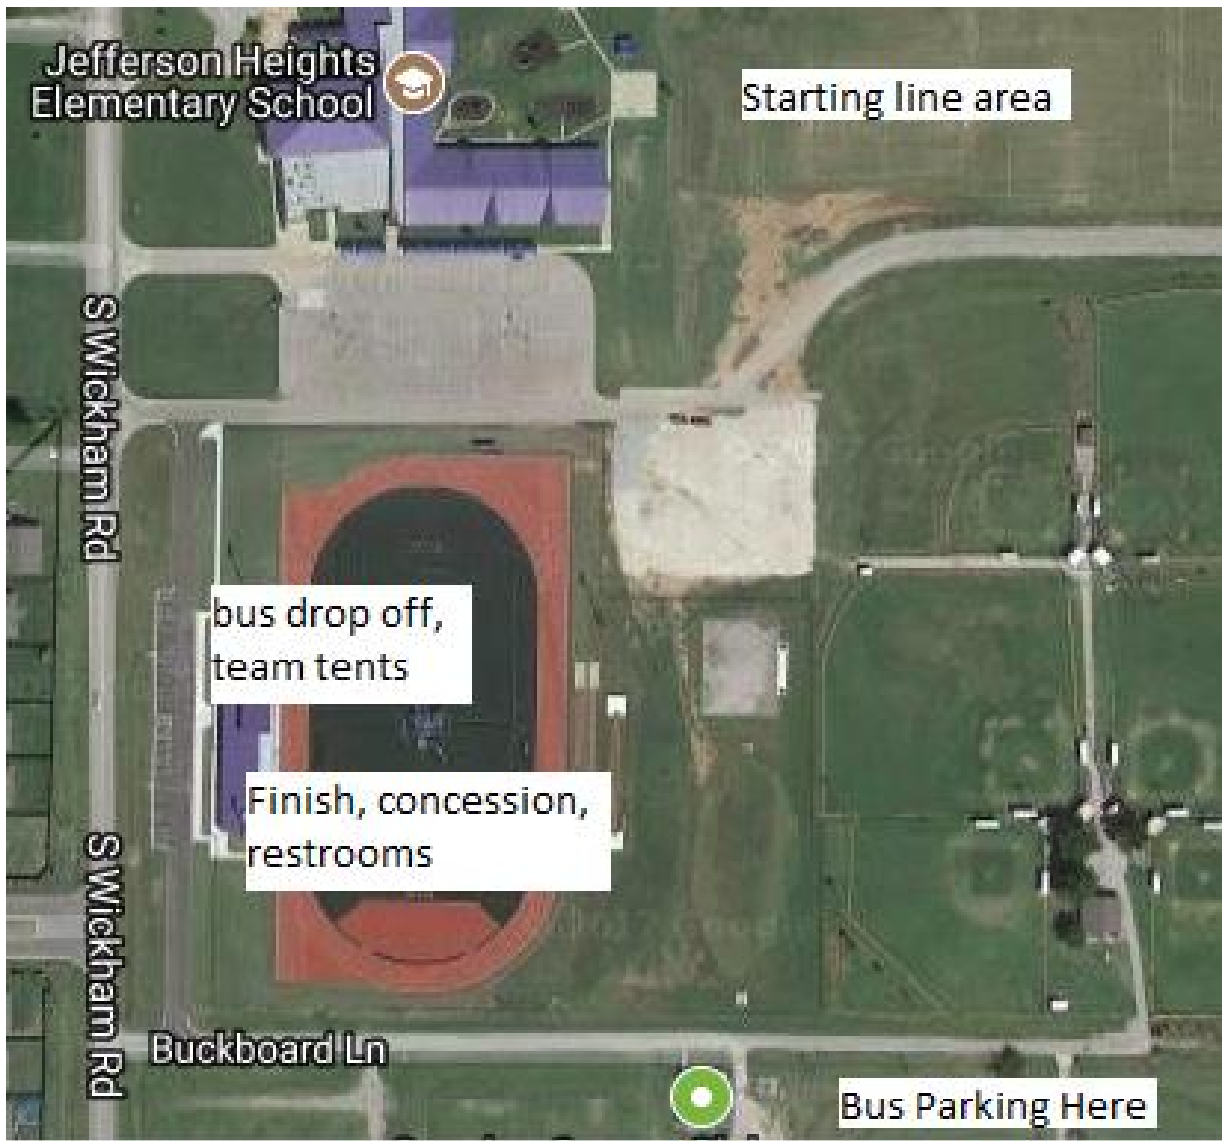 Jefferson Heights
Elementary School
Starting line area
S Wickham Rd
bus drop off,
team tents
Finish, concession,
restrooms
S Wickham Rd
Buckboard Ln
Bus Parking Here